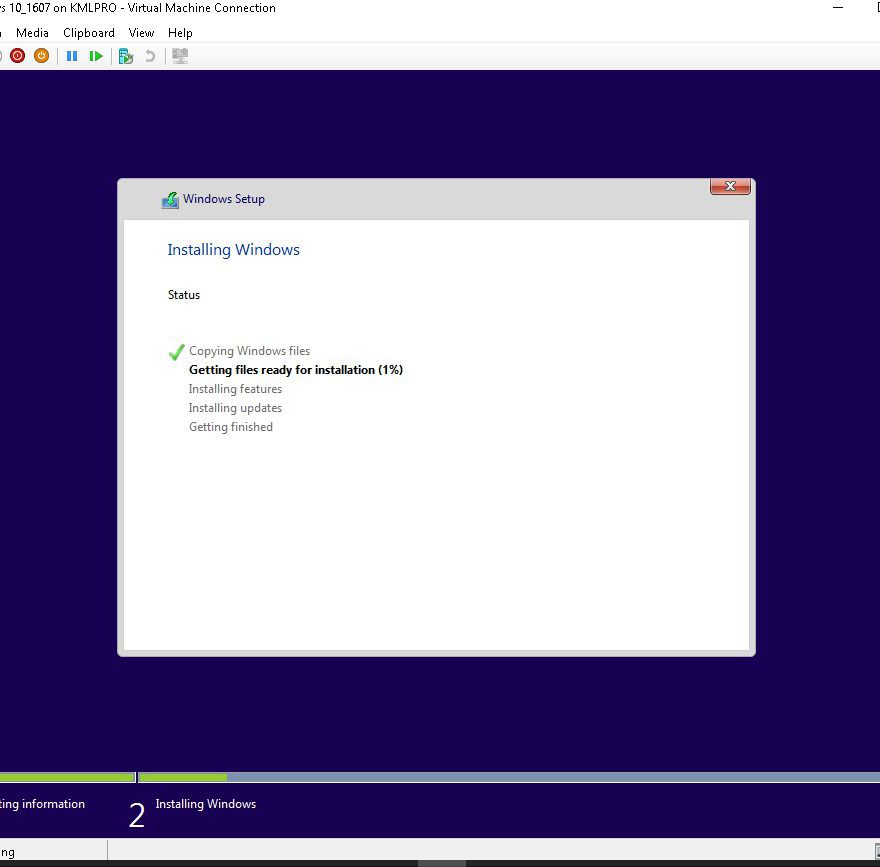 s 10_1607 on KMLPRO - Virtual Machine Connection
Media Clipboard View Help
Windows Setup
Installing Windows
Status
Copying Windows files
Getting files ready for installation (1%)
Installing features
Installing updates
Getting finished
ting information
2 Installing Windows
ng